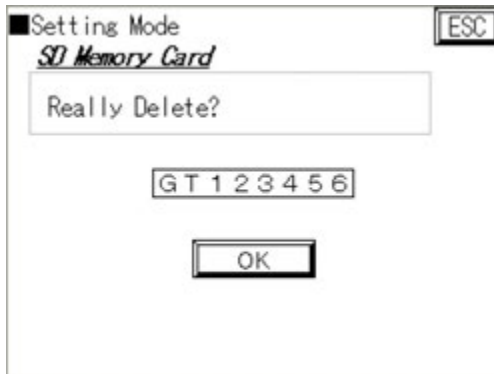 ■Setting Mode
ESC
SD Memory Card
Really Delete?
GT123456
OK